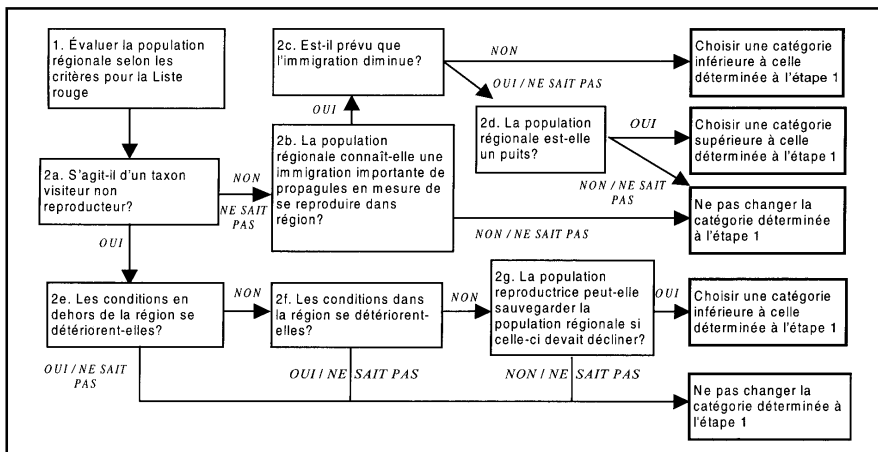 1. Évaluer la population
régionale selon les
critères pour la Liste
rouge
2c. Est-il prévu que
l'immigration diminue?
NON
Choisir une catégorie
inférieure à celle
déterminée à l'étape 1
OUI / NE SAIT PAS
OUI
2d. La population
régionale est-elle
un puits?
OUI
Choisir une catégorie
supérieure à celle
déterminée à l'étape 1
2a. S'agit-il d'un taxon
visiteur non
reproducteur?
NON
NE SAIT
PAS
2b. La population
régionale connaît-elle une
immigration importante de
propagules en mesure de
se reproduire dans
région?
NON / NE SAIT
PAS
Ne pas changer la
catégorie déterminée
à l'étape 1
NON / NE SAIT PAS
OUI
2e. Les conditions en
dehors de la région se
détériorent-elles?
NON
2f. Les conditions dans
la région se détériorent-
elles?
NON
2g. La population
reproductrice peut-elle
sauvegarder la
population régionale si
celle-ci devait décliner?
OUI
Choisir une catégorie
inférieure à celle
déterminée à l'étape 1
OUI / NE SAIT
PAS
OUI / NE SAIT PAS
NON / NE SAIT PAS
Ne pas changer la
catégorie déterminée à
l'étape 1